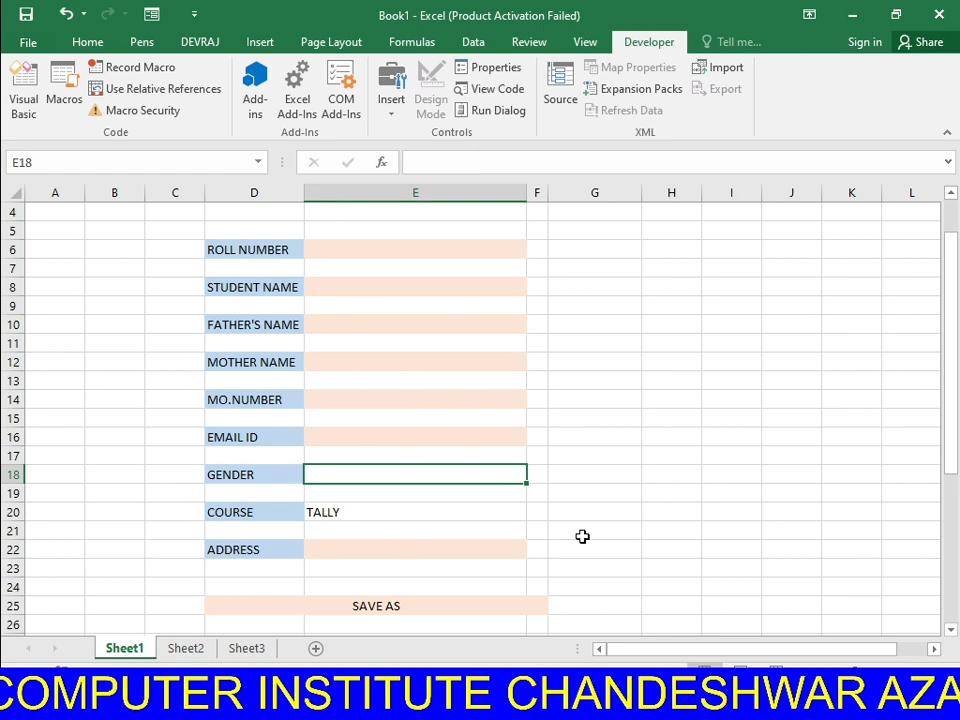 Book1 - Excel (Product Activation Failed)
File Home Pens DEVRAJ Insert Page Layout Formulas Data Review View Developer Tell me... Sign in Share
Visual Basic
Macros
Record Macro
Use Relative References
Macro Security
Code
Add-ins
Excel Add-Ins
COM Add-Ins
Add-Ins
Insert
Design Mode
Properties
View Code
Run Dialog
Controls
Source
Map Properties
Expansion Packs
Refresh Data
Import
Export
XML
E18
fx
A B C D E F G H I J K L
4
5
6 ROLL NUMBER
7
8 STUDENT NAME
9
10 FATHER'S NAME
11
12 MOTHER NAME
13
14 MO.NUMBER
15
16 EMAIL ID
17
18 GENDER
19
20 COURSE TALLY
21
22 ADDRESS
23
24
25 SAVE AS
26
Sheet1 Sheet2 Sheet3
COMPUTER INSTITUTE CHANDESHWAR AZA